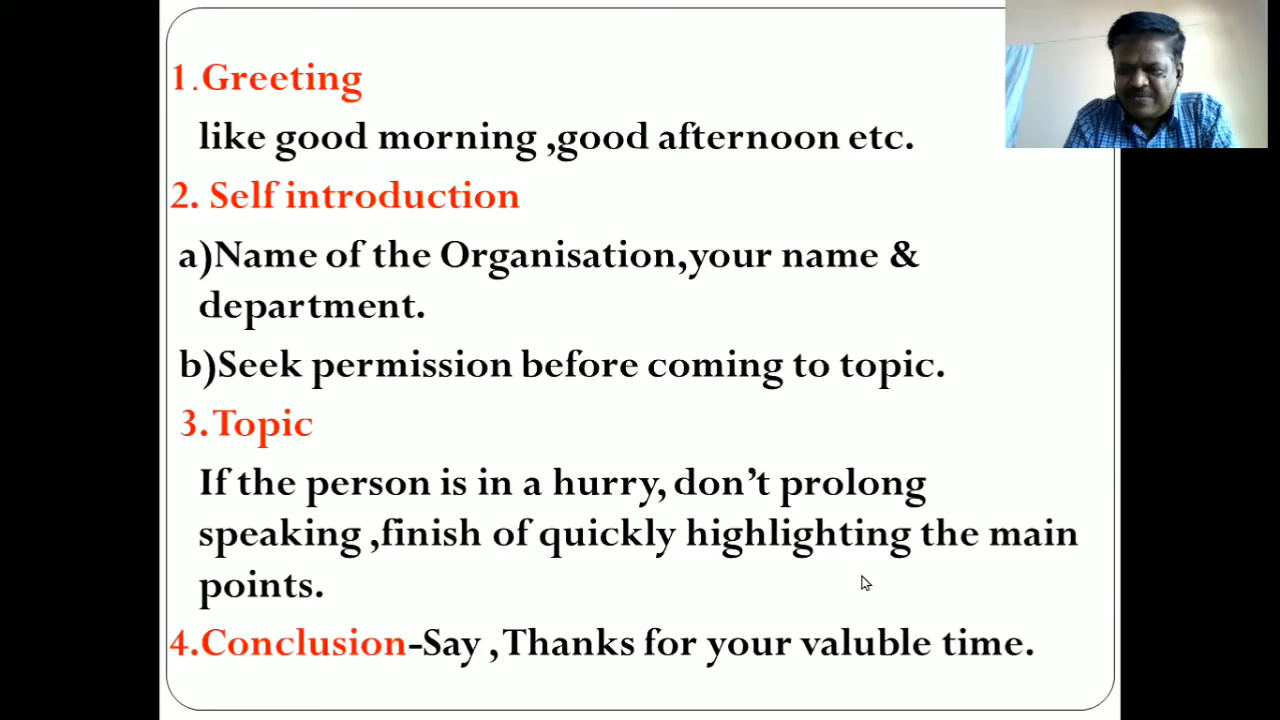 1.Greeting
like good morning ,good afternoon etc.
2. Self introduction
a)Name of the Organisation,your name &
department.
b)Seek permission before coming to topic.
3.Topic
If the person is in a hurry, don’t prolong
speaking ,finish of quickly highlighting the main
points.
4.Conclusion-Say ,Thanks for your valuble time.